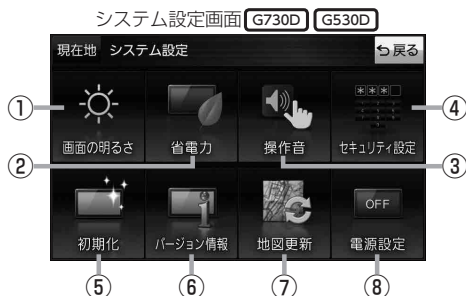 システム設定画面 G730D G530D
現在地 システム設定 戻る
① ④
画面の明るさ 省電力 操作音 ＊＊＊ セキュリティ設定
② ③
OFF
初期化 バージョン情報 地図更新 電源設定
⑤ ⑥ ⑦ ⑧